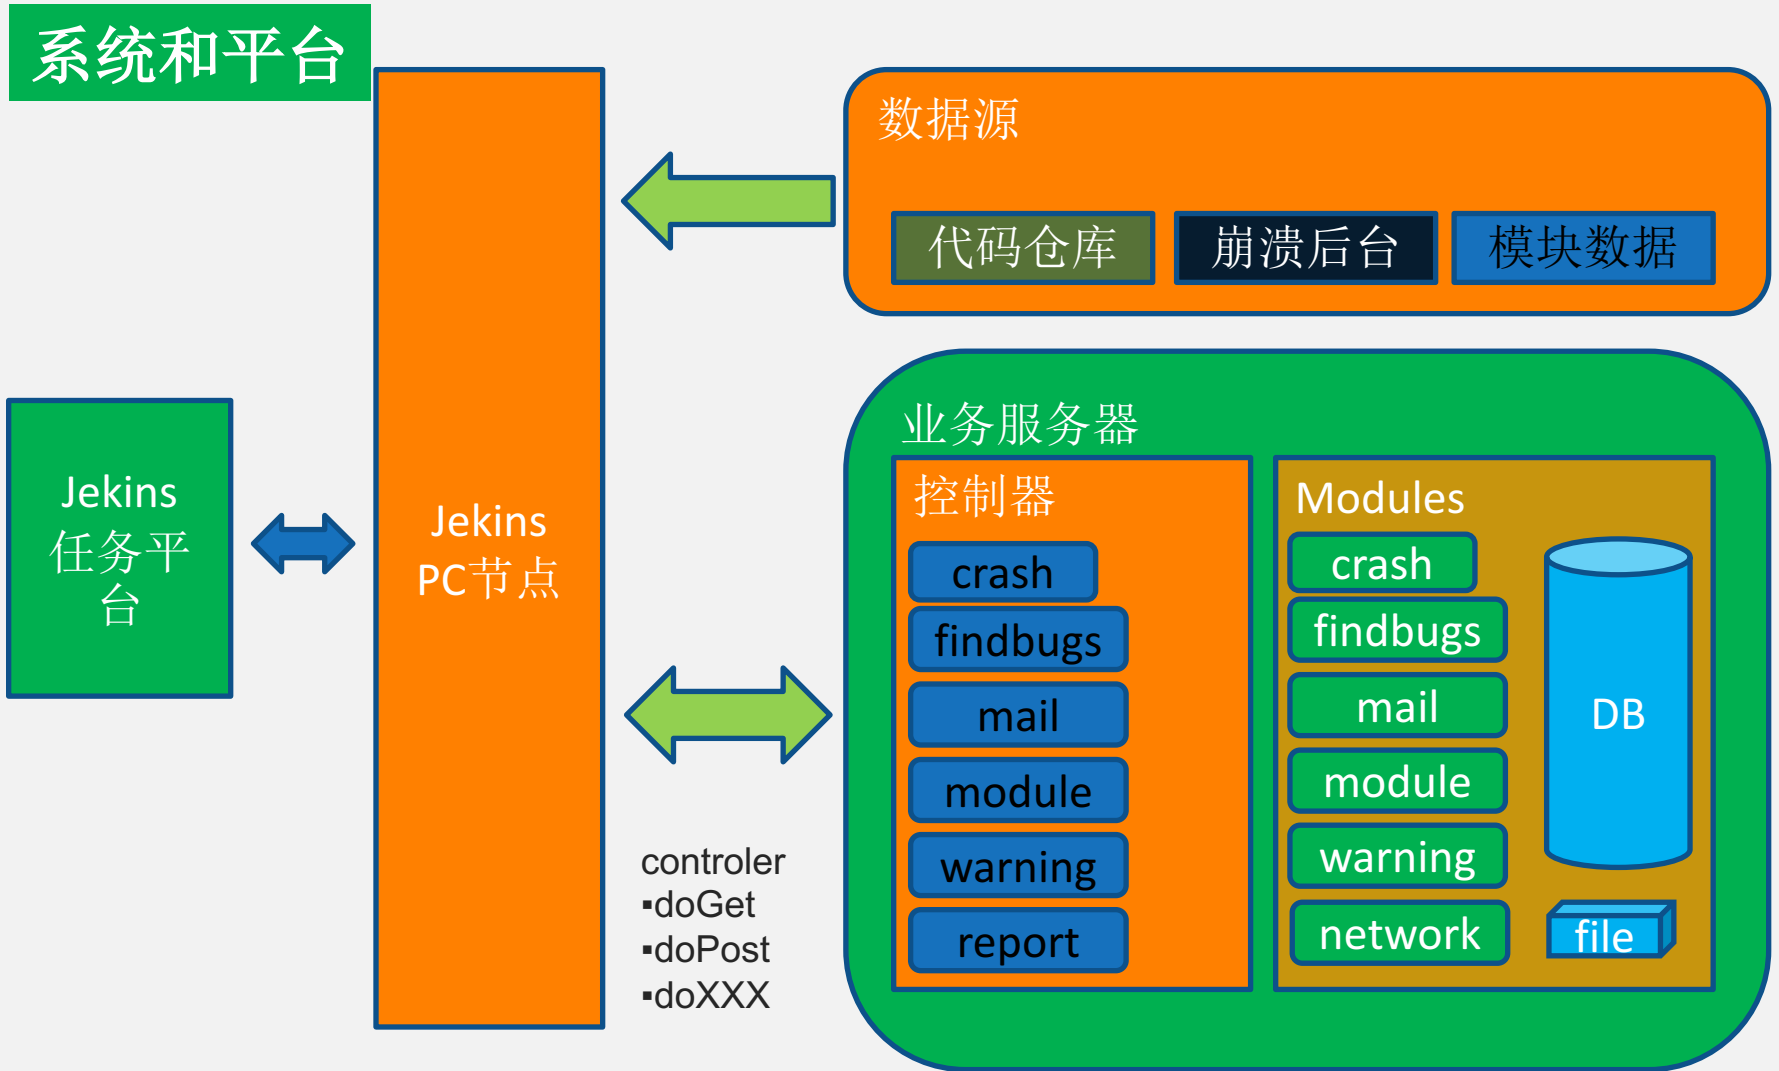 系统和平台
Jekins
任务平
台
Jekins
PC节点
数据源
代码仓库
崩溃后台
模块数据
controler
▪doGet
▪doPost
▪doXXX
业务服务器
控制器
crash
findbugs
mail
module
warning
report
Modules
crash
findbugs
mail
module
warning
network
DB
file